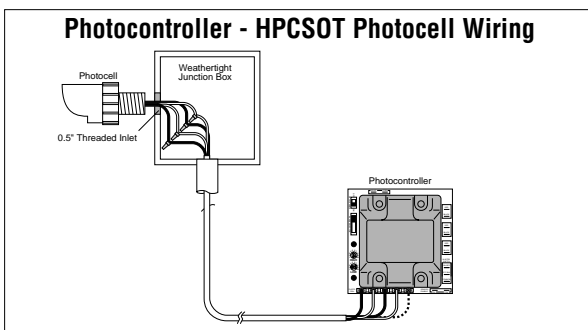 Photocontroller - HPCSOT Photocell Wiring
Weathertight
Junction Box
Photocell
0.5" Threaded Inlet
Photocontroller